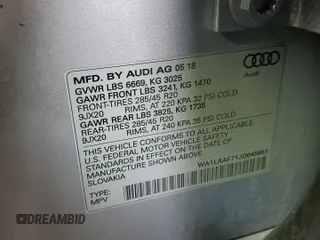 MFD. BY AUDI AG 05 18
GVWR LBS 6669, KG 3025
GAWR FRONT LBS 3241, KG 1470
FRONT-TIRES 285/45 R20
9JX20 RIMS, AT 220 KPA 32 PSI COLD
GAWR REAR LBS 3825, KG 1735
REAR-TIRES 285/45 R20
9JX20 RIMS, AT 240 KPA 35 PSI COLD
THIS VEHICLE CONFORMS TO ALL APPLICABLE
FEDERAL MOTOR VEHICLE SAFETY
STANDARDS IN EFFECT ON THE DATE OF
MANUFACTURE SHOWN ABOVE.
SLOVAKIA
TYPE:
MPV
Audi
DREAMBID